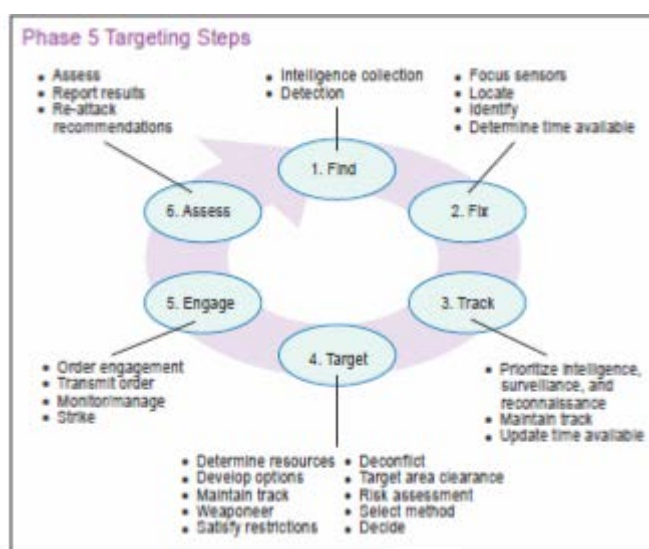 Phase 5 Targeting Steps
• Assess
• Report results
• Re-attack
recommendations
• Intelligence collection
• Detection
• Focus sensors
• Locate
• Identify
• Determine time available
1. Find
6. Assess
2. Fix
5. Engage
3. Track
4. Target
• Order engagement
• Transmit order
• Monitor/manage
• Strike
• Prioritize intelligence,
surveillance, and
reconnaissance
• Maintain track
• Update time available
• Determine resources
• Develop options
• Maintain track
• Weaponeer
• Satisfy restrictions
• Deconflict
• Target area clearance
• Risk assessment
• Select method
• Decide